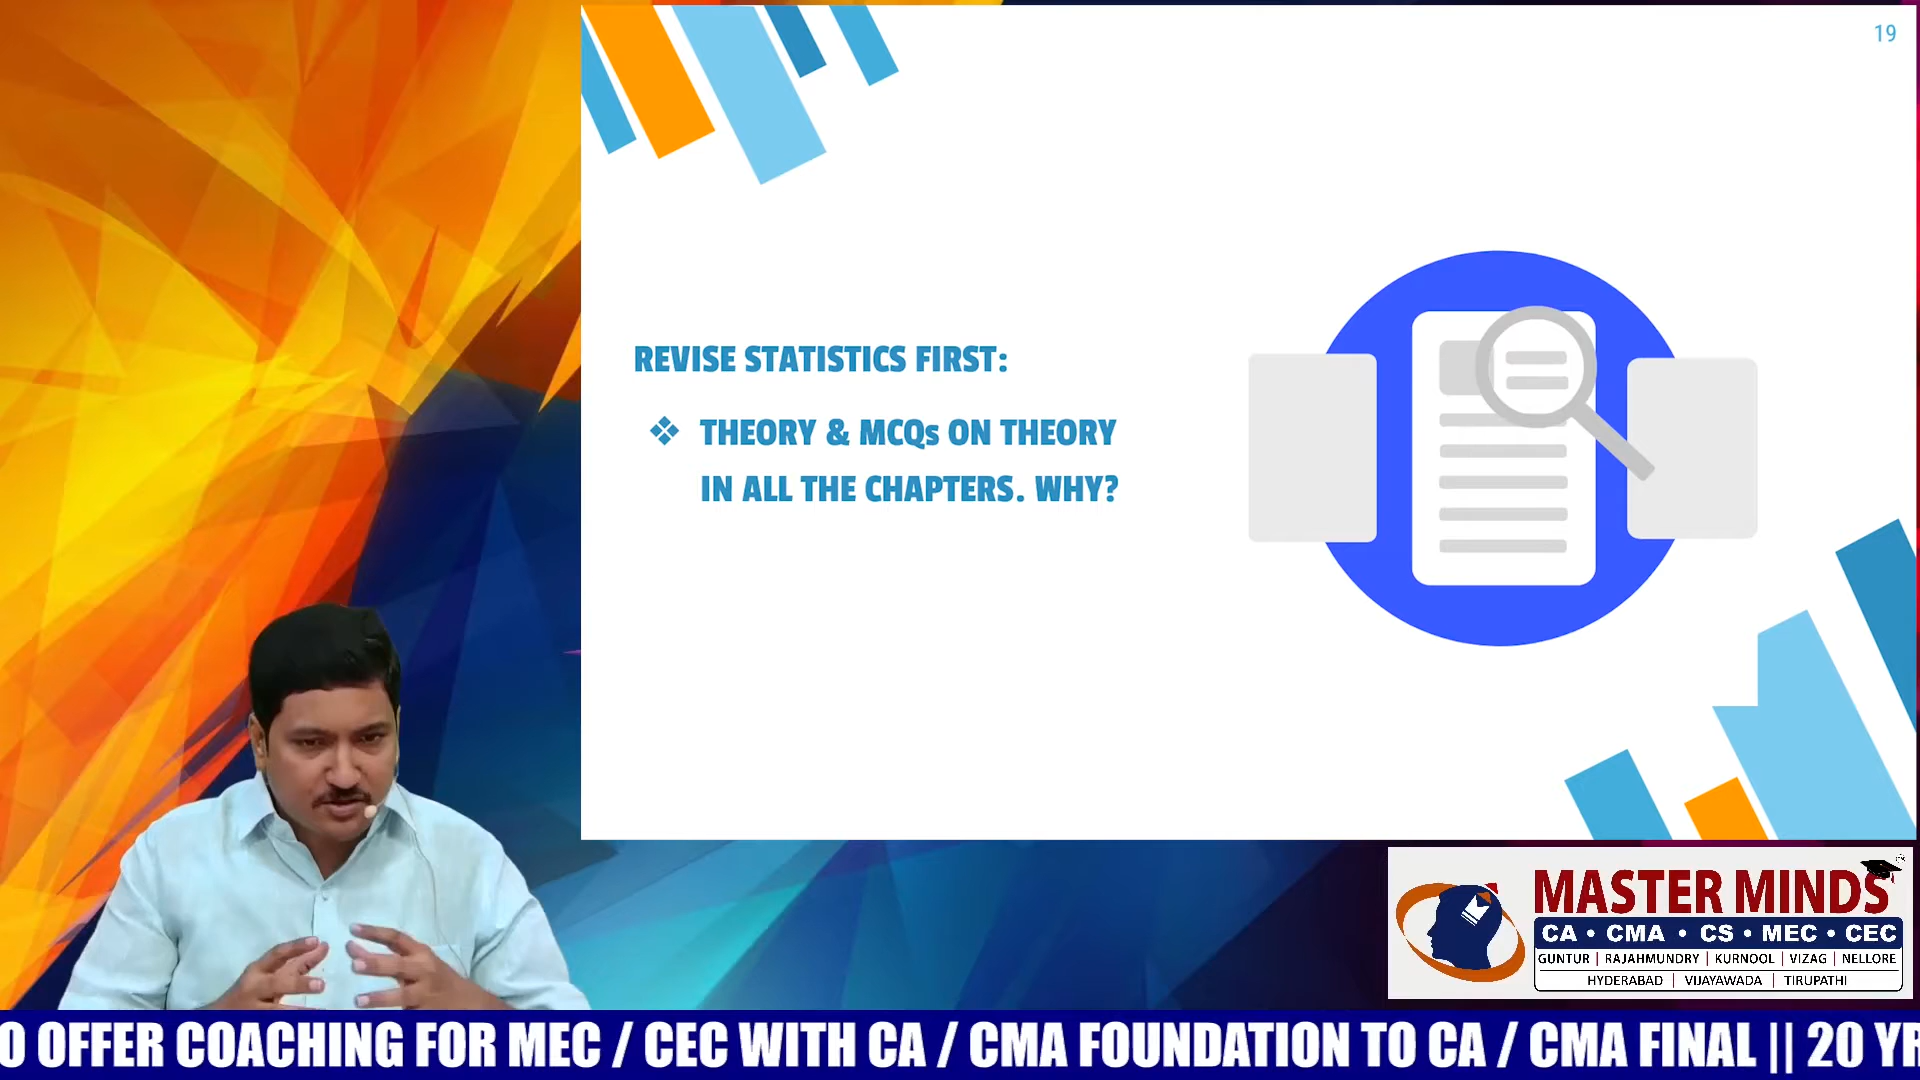 19
REVISE STATISTICS FIRST:
❖ THEORY & MCQs ON THEORY
IN ALL THE CHAPTERS. WHY?
MASTER MINDS
CA • CMA • CS • MEC • CEC
GUNTUR | RAJAHMUNDRY | KURNOOL | VIZAG | NELLORE
HYDERABAD | VIJAYAWADA | TIRUPATHI
O OFFER COACHING FOR MEC / CEC WITH CA / CMA FOUNDATION TO CA / CMA FINAL || 20 YR